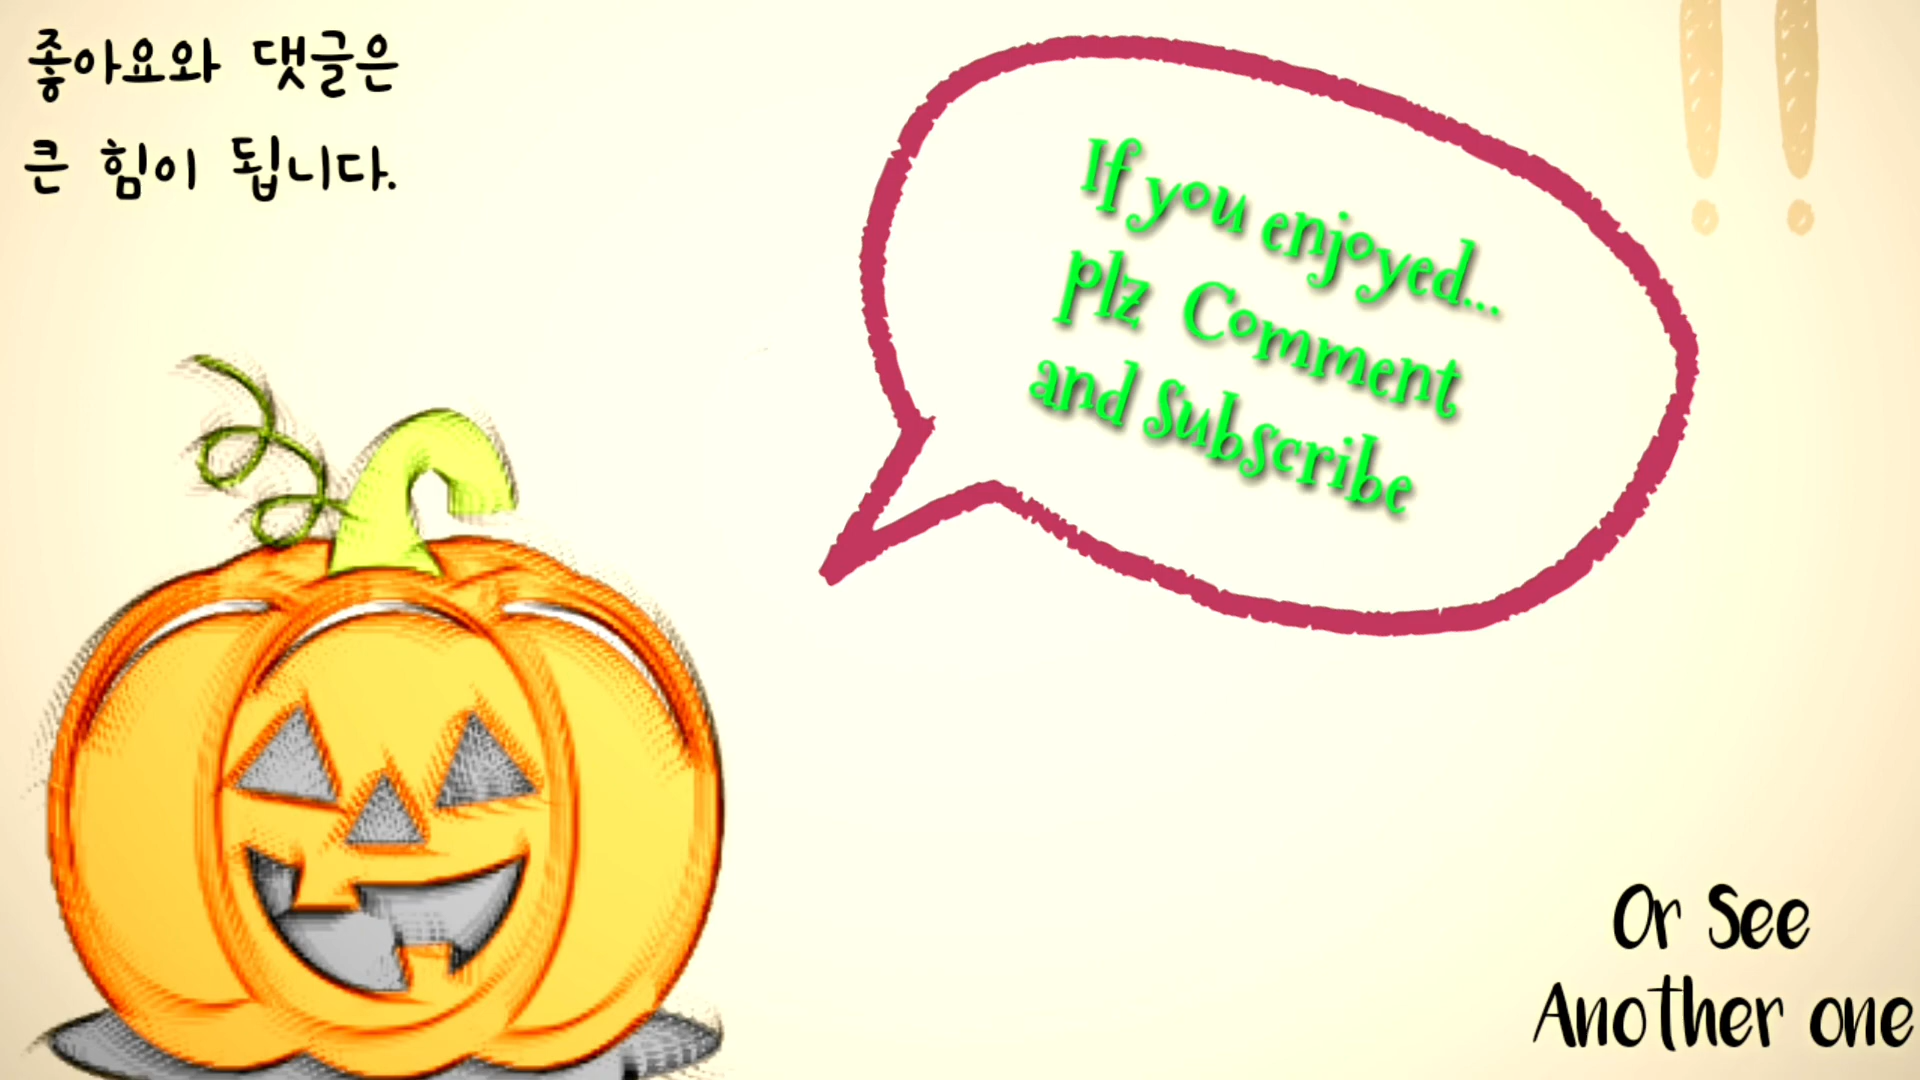 좋아요와 댓글은
큰 힘이 됩니다.
If you enjoyed...
plz Comment
and Subscribe
!!
Or See
Another one